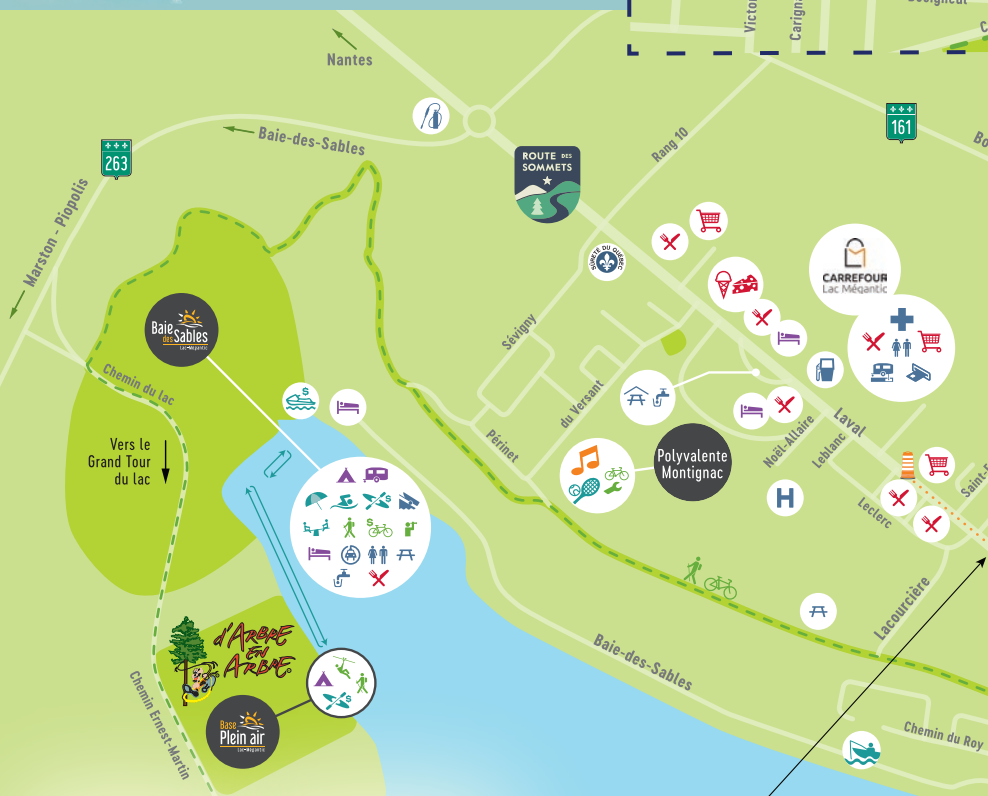 Victor
Carigna
Nantes
Baie-des-Sables
263
161
ROUTE DES
SOMMETS
Rang 10
Marston - Piopolis
SÛRETÉ DU QUÉBEC
CARREFOUR
Lac Mégantic
Baie
des Sables
Lac-Mégantic
Sévigny
Chemin du lac
du Versant
Vers le
Grand Tour
du lac
Périnet
Polyvalente
Montignac
Noël-Allaire
Leblanc
Laval
H
Leclerc
Lacourcière
d'ARBRE
EN
ARBRE
Baie-des-Sables
Chemin Ernest-Martin
Base
Plein air
Lac-Mégantic
Chemin du Roy